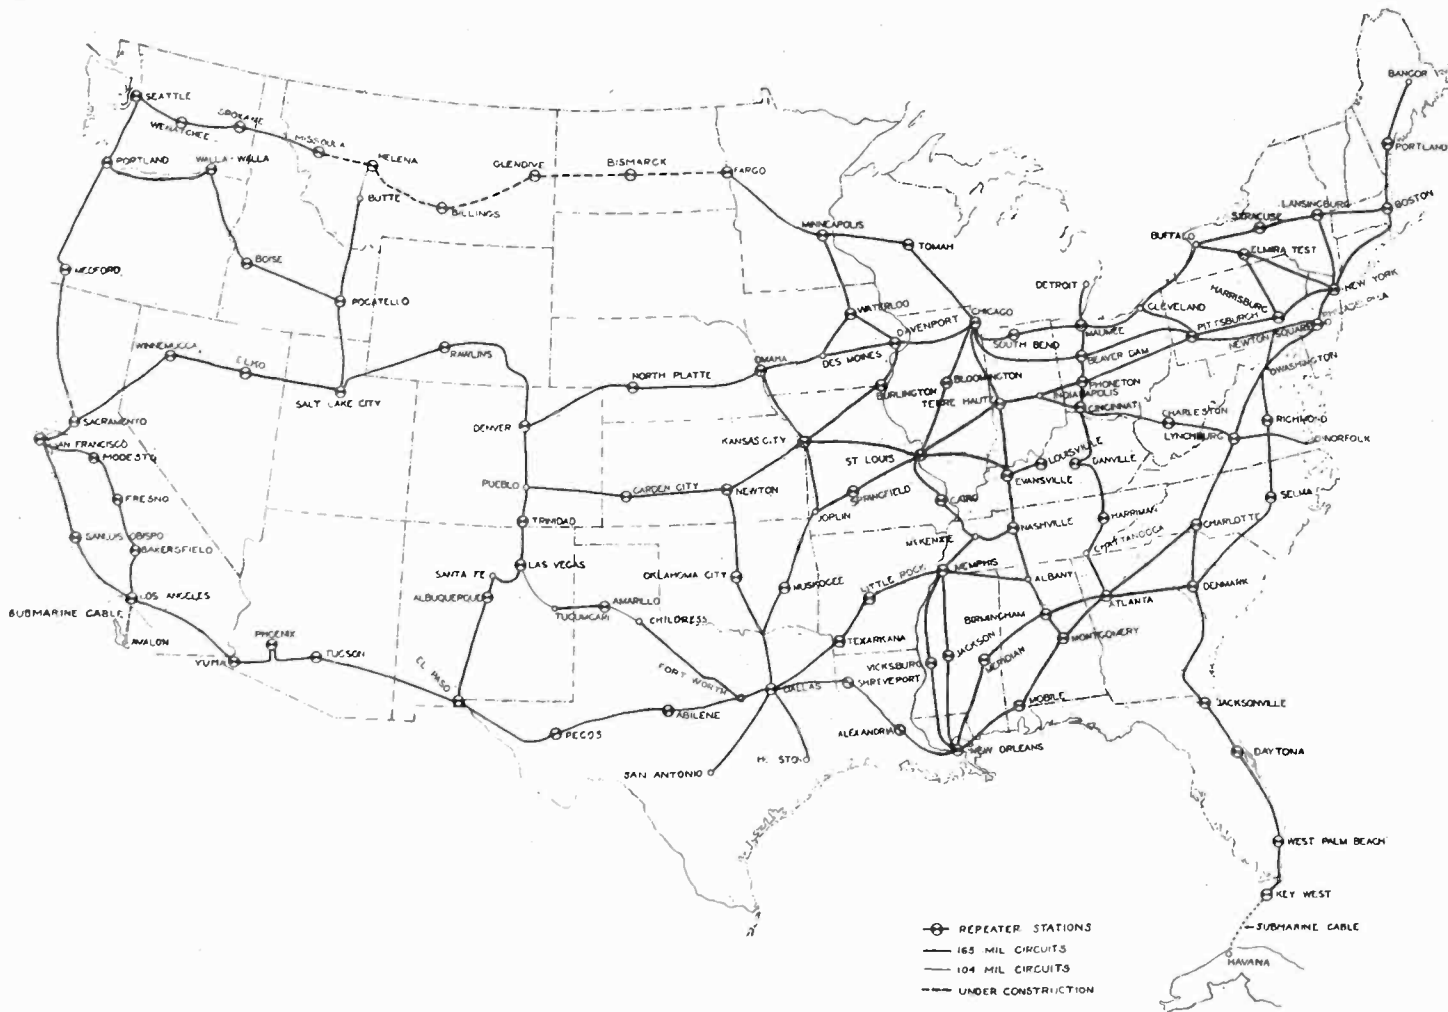 BANGOR
SEATTLE
SPOKANE
WENATCHEE
MISSOULA
PORTLAND
PORTLAND
WALLA-WALLA
HELENA
GLENDIVE
BISMARCK
FARGO
BUTTE
BILLINGS
LANSINGBURG
BOSTON
SYRACUSE
MINNEAPOLIS
BUFFALO
TOMAH
ELMIRA TEST
MEDFORD
BOISE
DETROIT
NEW YORK
HARRISBURG
POCATELLO
WATERLOO
CHICAGO
CLEVELAND
PHILADELPHIA
DAVENPORT
MAUMEE
PITTSBURGH
NEWTON SQUARE
SOUTH BEND
WINNEMUCCA
RAWLINS
ELKO
OMAHA
DES MOINES
BEAVER DAM
WASHINGTON
NORTH PLATTE
BURLINGTON
BLOOMINGTON
PHONETON
INDIANAPOLIS
SALT LAKE CITY
TERRE HAUTE
CINCINNATI
CHARLESTON
SACRAMENTO
RICHMOND
DENVER
LYNCHBURG
NORFOLK
SAN FRANCISCO
KANSAS CITY
LOUISVILLE
MODESTO
ST LOUIS
DANVILLE
EVANSVILLE
PUEBLO
GARDEN CITY
NEWTON
SPRINGFIELD
CAIRO
SELMA
FRESNO
JOPLIN
HARRIMAN
TRINIDAD
NASHVILLE
CHARLOTTE
SAN LUIS OBISPO
McKENZIE
CHATTANOOGA
BAKERSFIELD
LAS VEGAS
SANTA FE
OKLAHOMA CITY
MUSKOGEE
LITTLE ROCK
MEMPHIS
ALBANY
DENMARK
LOS ANGELES
ALBUQUERQUE
SUBMARINE CABLE
AMARILLO
TUCUMCARI
CHILDRESS
BIRMINGHAM
ATLANTA
AVALON
PHOENIX
TEXARKANA
MONTGOMERY
YUMA
TUCSON
EL PASO
VICKSBURG
JACKSON
MERIDIAN
FORT WORTH
DALLAS
SHREVEPORT
MOBILE
JACKSONVILLE
ABILENE
PECOS
ALEXANDRIA
NEW ORLEANS
DAYTONA
SAN ANTONIO
H STO
WEST PALM BEACH
KEY WEST
REPEATER STATIONS
SUBMARINE CABLE
165 MIL CIRCUITS
HAVANA
104 MIL CIRCUITS
UNDER CONSTRUCTION